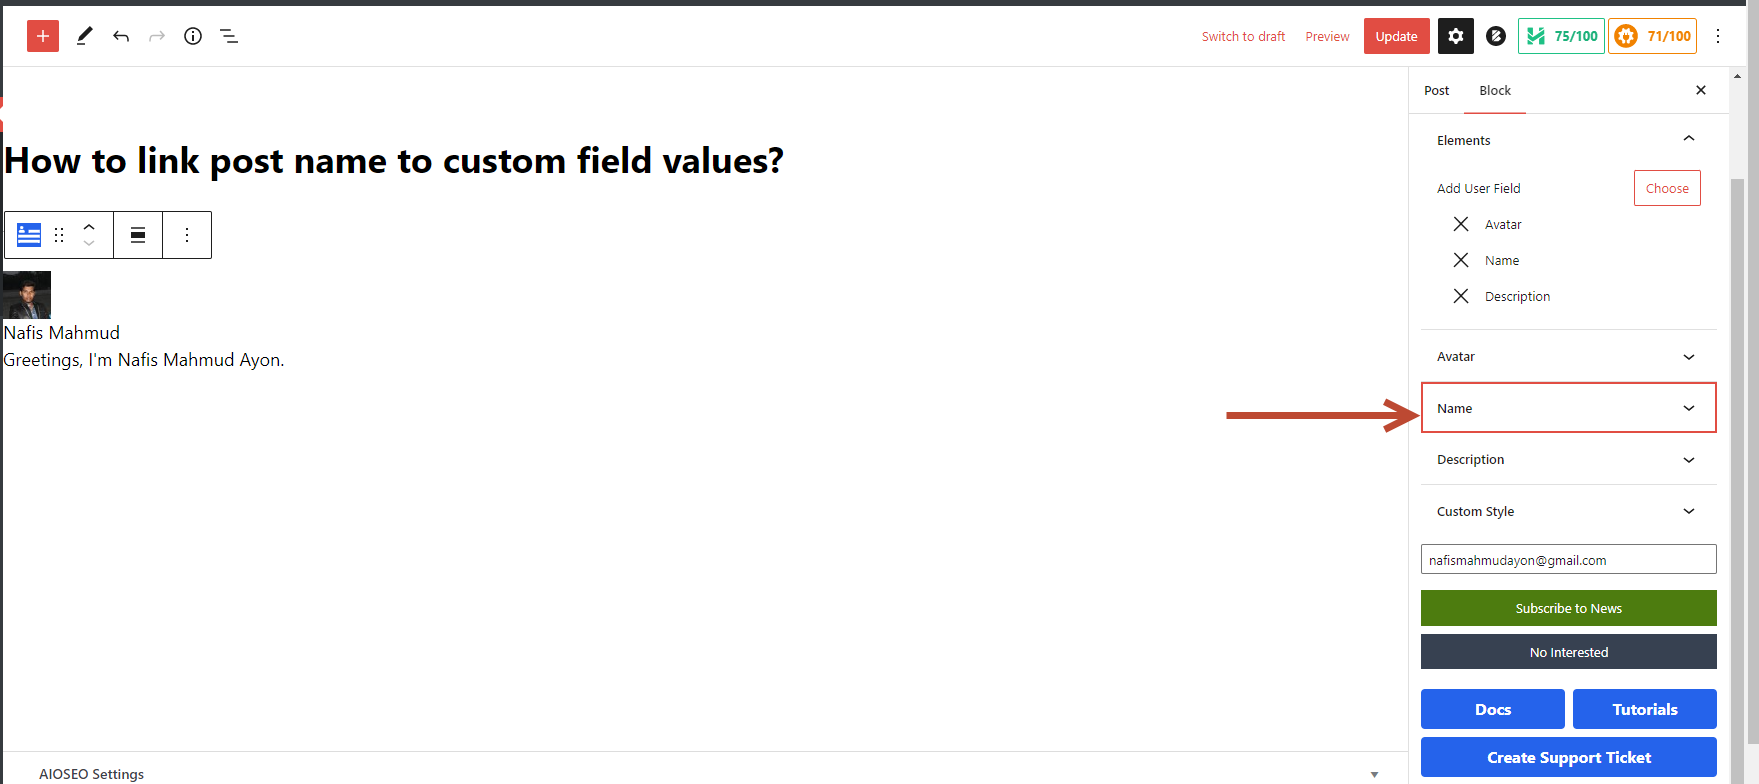 Switch to draft Preview Update 75/100 71/100
Post Block
How to link post name to custom field values?
Nafis Mahmud
Greetings, I'm Nafis Mahmud Ayon.
Elements
Add User Field Choose
Avatar
Name
Description
Avatar
Name
Description
Custom Style
nafismahmudayon@gmail.com
Subscribe to News
No Interested
Docs Tutorials
Create Support Ticket
AIOSEO Settings